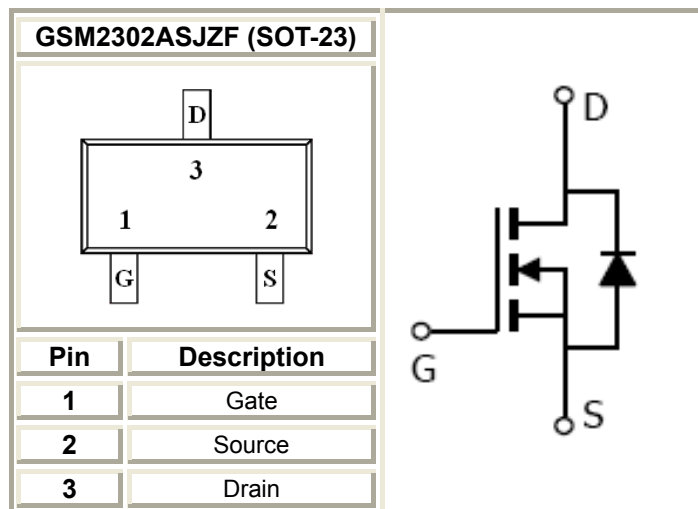 GSM2302ASJZF (SOT-23)
D
3
1 2
G S
Pin Description
1 Gate
2 Source
3 Drain
D
G
S